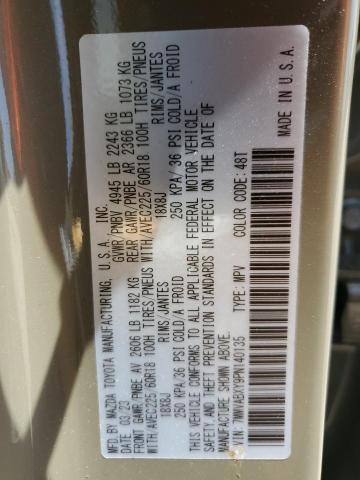 MFD BY MAZDA TOYOTA MANUFACTURING, U.S.A. INC.
DATE 03 23 GVWR/PNBV 4945 LB 2243 KG
FRONT GAWR/PNBE AV 2606 LB 1182 KG REAR GAWR/PNBE AR 2366 LB 1073 KG
WITH/AVEC225/60R18 100H TIRES/PNEUS WITH/AVEC225/60R18 100H TIRES/PNEUS
18X8J RIMS/JANTES 18X8J RIMS/JANTES
250 KPA/36 PSI COLD/A FROID 250 KPA/36 PSI COLD/A FROID
THIS VEHICLE CONFORMS TO ALL APPLICABLE FEDERAL MOTOR VEHICLE
SAFETY AND THEFT PREVENTION STANDARDS IN EFFECT ON THE DATE OF
MANUFACTURE SHOWN ABOVE. MADE IN U.S.A.
22035
VIN: 7MMVABXY9PN140135 TYPE: MPV COLOR CODE: 48T